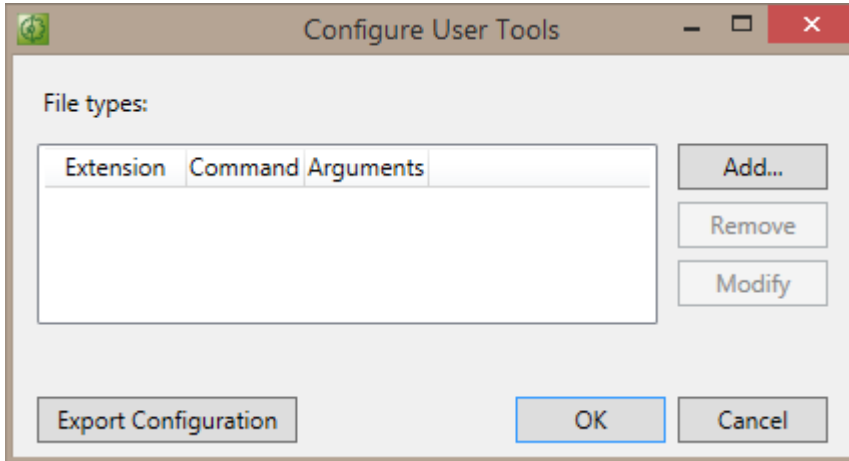 Configure User Tools
File types:
Extension Command Arguments
Add...
Remove
Modify
Export Configuration OK Cancel